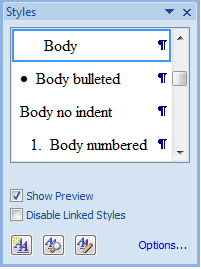 Styles
Body ¶
● Body bulleted ¶
Body no indent ¶
1. Body numbered ¶
Show Preview
Disable Linked Styles
Options...